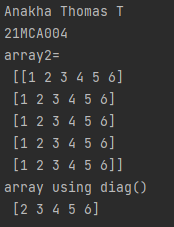 Anakha Thomas T
21MCA004
array2=
[[1 2 3 4 5 6]
[1 2 3 4 5 6]
[1 2 3 4 5 6]
[1 2 3 4 5 6]
[1 2 3 4 5 6]]
array using diag()
[2 3 4 5 6]